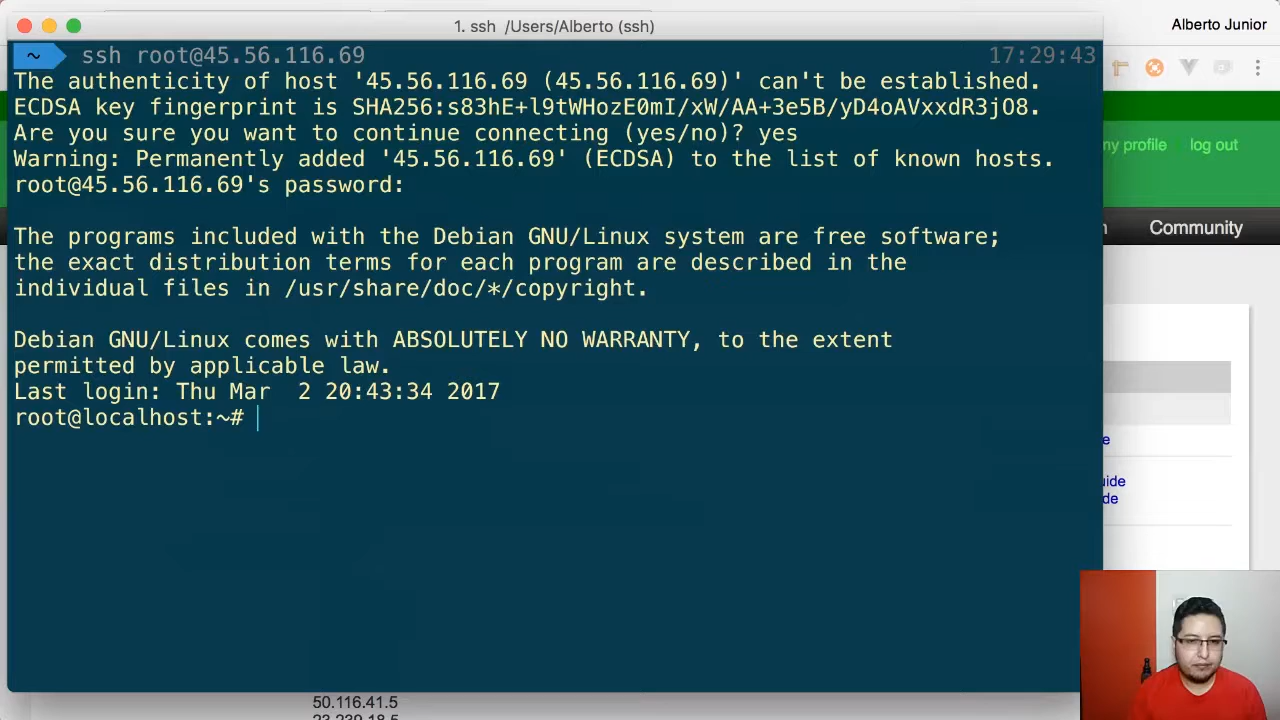 1. ssh /Users/Alberto (ssh)
Alberto Junior
~ ssh root@45.56.116.69 17:29:43
The authenticity of host '45.56.116.69 (45.56.116.69)' can't be established.
ECDSA key fingerprint is SHA256:s83hE+l9tWHozE0mI/xW/AA+3e5B/yD4oAVxxdR3jO8.
Are you sure you want to continue connecting (yes/no)? yes
Warning: Permanently added '45.56.116.69' (ECDSA) to the list of known hosts.
root@45.56.116.69's password:
The programs included with the Debian GNU/Linux system are free software;
the exact distribution terms for each program are described in the
individual files in /usr/share/doc/*/copyright.
Debian GNU/Linux comes with ABSOLUTELY NO WARRANTY, to the extent
permitted by applicable law.
Last login: Thu Mar  2 20:43:34 2017
root@localhost:~#
my profile log out
Community
50.116.41.5
23.239.18.5